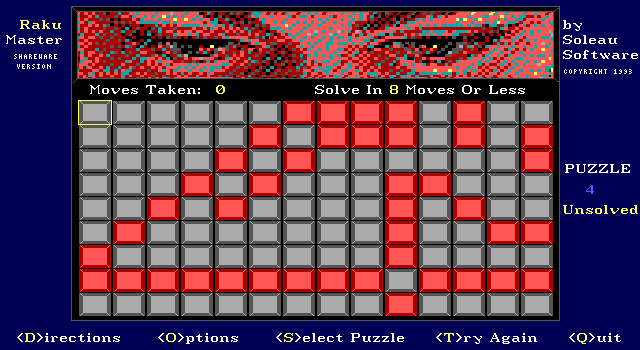 Raku
Master
SHAREWARE
VERSION
by
Soleau
Software
COPYRIGHT 1993
Moves Taken: 0
Solve In 8 Moves Or Less
PUZZLE
4
Unsolved
<D>irections
<O>ptions
<S>elect Puzzle
<T>ry Again
<Q>uit